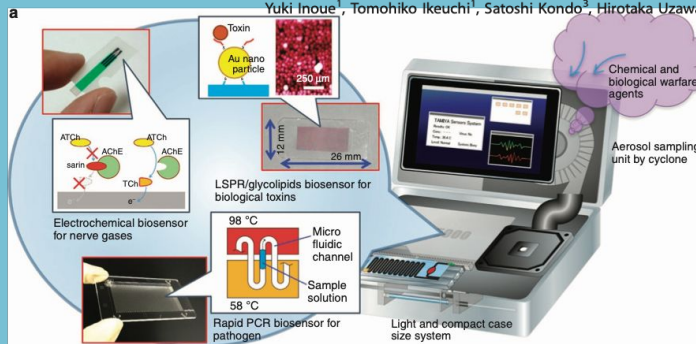 Yuki Inoue1, Tomohiko Ikeuchi1, Satoshi Kondo3, Hirotaka Uzawa
a
Toxin
Au nano
particle
250 μm
12 mm
26 mm
LSPR/glycolipids biosensor for
biological toxins
ATCh
ATCh
AChE
AChE
sarin
TCh
e–
e–
Electrochemical biosensor
for nerve gases
98 °C
Micro
fluidic
channel
Sample
solution
58 °C
Rapid PCR biosensor for
pathogen
Chemical and
biological warfare
agents
Aerosol sampling
unit by cyclone
Light and compact case
size system